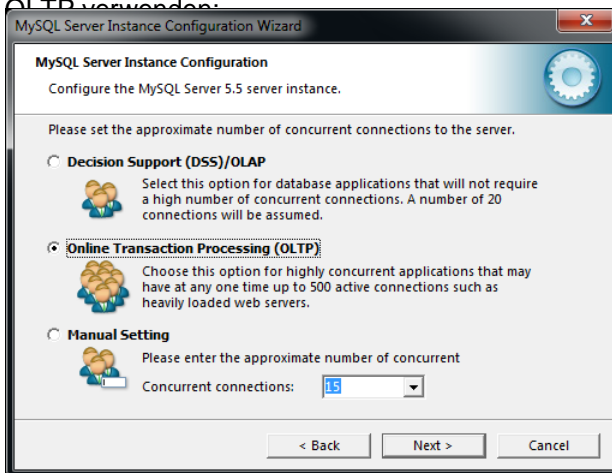 OLTP verwenden:
MySQL Server Instance Configuration Wizard
MySQL Server Instance Configuration
Configure the MySQL Server 5.5 server instance.
Please set the approximate number of concurrent connections to the server.
Decision Support (DSS)/OLAP
Select this option for database applications that will not require
a high number of concurrent connections. A number of 20
connections will be assumed.
Online Transaction Processing (OLTP)
Choose this option for highly concurrent applications that may
have at any one time up to 500 active connections such as
heavily loaded web servers.
Manual Setting
Please enter the approximate number of concurrent
Concurrent connections: 15
< Back Next > Cancel